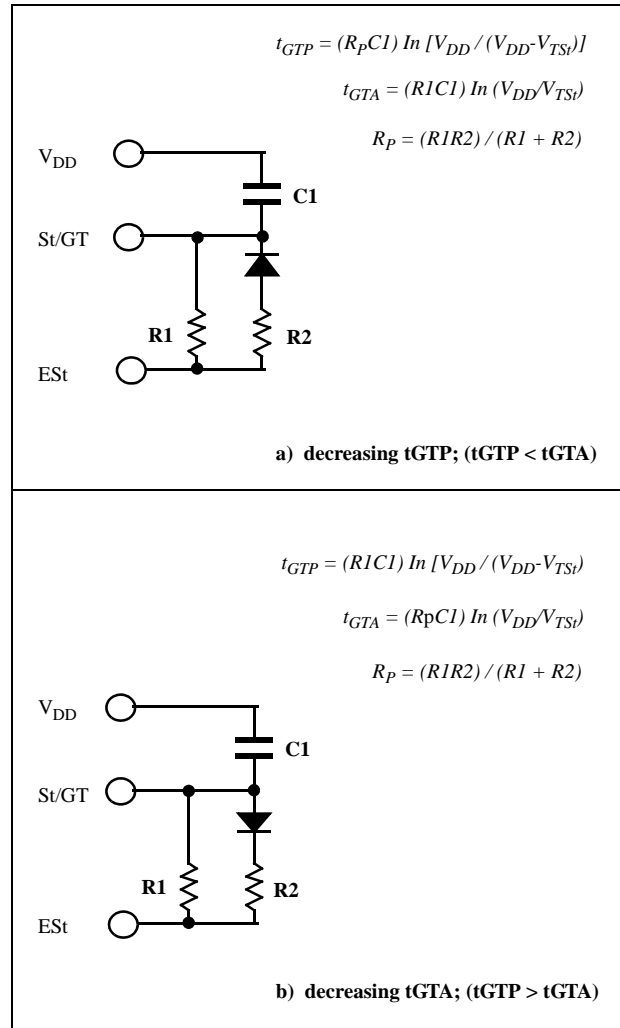 t_GTP = (R_P C1) In [V_DD / (V_DD-V_TSt)]
t_GTA = (R1C1) In (V_DD/V_TSt)
R_P = (R1R2) / (R1 + R2)
V_DD
C1
St/GT
R1
R2
ESt
a) decreasing tGTP; (tGTP < tGTA)
t_GTP = (R1C1) In [V_DD / (V_DD-V_TSt)
t_GTA = (RpC1) In (V_DD/V_TSt)
R_P = (R1R2) / (R1 + R2)
V_DD
C1
St/GT
R1
R2
ESt
b) decreasing tGTA; (tGTP > tGTA)